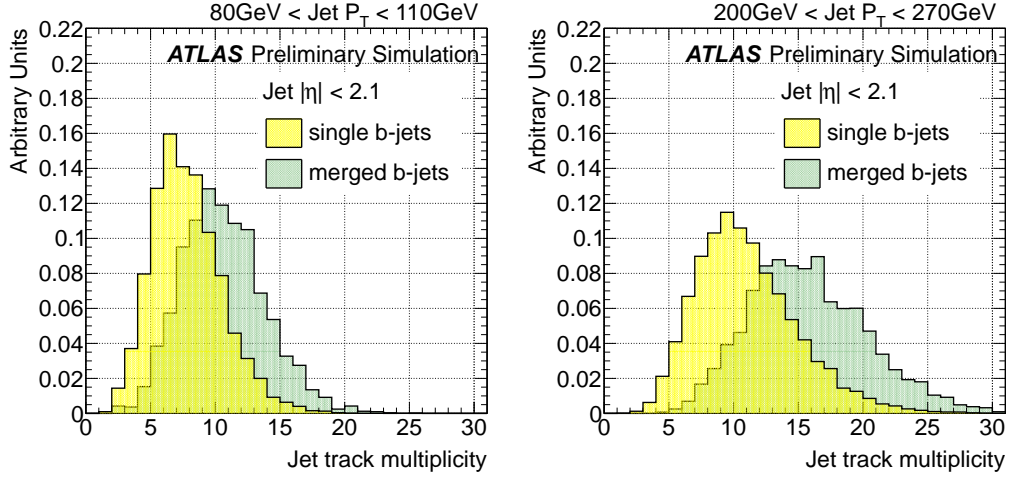 80GeV < Jet P_T < 110GeV
Arbitrary Units
0.22
0.2
0.18
0.16
0.14
0.12
0.1
0.08
0.06
0.04
0.02
0
ATLAS Preliminary Simulation
Jet |η| < 2.1
single b-jets
merged b-jets
0 5 10 15 20 25 30
Jet track multiplicity
200GeV < Jet P_T < 270GeV
Arbitrary Units
0.22
0.2
0.18
0.16
0.14
0.12
0.1
0.08
0.06
0.04
0.02
0
ATLAS Preliminary Simulation
Jet |η| < 2.1
single b-jets
merged b-jets
0 5 10 15 20 25 30
Jet track multiplicity